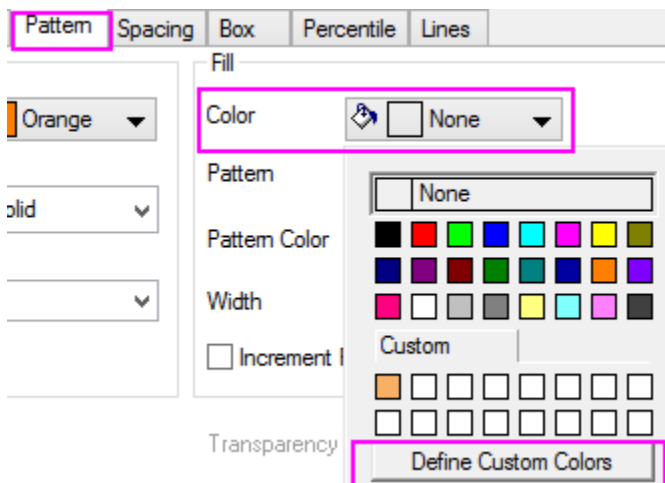 Pattern Spacing Box Percentile Lines
Fill
Orange
Color None
Pattern
None
olid
Pattern Color
Width
Custom
Increment
Transparency
Define Custom Colors